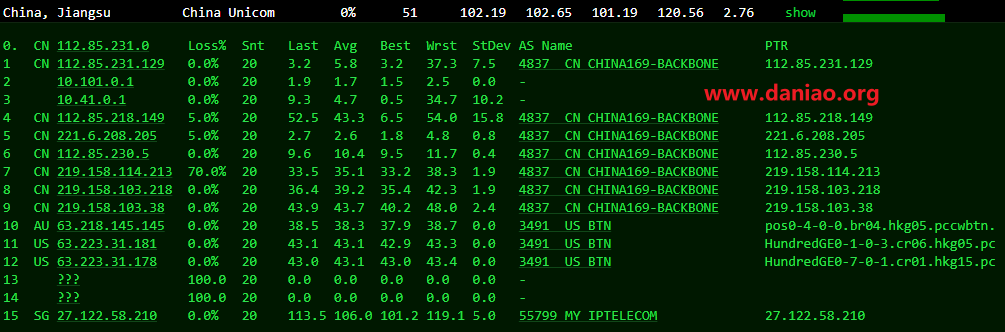 China, Jiangsu China Unicom 0% 51 102.19 102.65 101.19 120.56 2.76 show
0. CN 112.85.231.0 Loss% Snt Last Avg Best Wrst StDev AS Name PTR
1 CN 112.85.231.129 0.0% 20 3.2 5.8 3.2 37.3 7.5 4837 CN CHINA169-BACKBONE 112.85.231.129
2 10.101.0.1 0.0% 20 1.9 1.7 1.5 2.5 0.0 -
www.daniao.org
3 10.41.0.1 0.0% 20 9.3 4.7 0.5 34.7 10.2 -
4 CN 112.85.218.149 5.0% 20 52.5 43.3 6.5 54.0 15.8 4837 CN CHINA169-BACKBONE 112.85.218.149
5 CN 221.6.208.205 5.0% 20 2.7 2.6 1.8 4.8 0.8 4837 CN CHINA169-BACKBONE 221.6.208.205
6 CN 112.85.230.5 0.0% 20 9.6 10.4 9.5 11.7 0.4 4837 CN CHINA169-BACKBONE 112.85.230.5
7 CN 219.158.114.213 70.0% 20 33.5 35.1 33.2 38.3 1.9 4837 CN CHINA169-BACKBONE 219.158.114.213
8 CN 219.158.103.218 0.0% 20 36.4 39.2 35.4 42.3 1.9 4837 CN CHINA169-BACKBONE 219.158.103.218
9 CN 219.158.103.38 0.0% 20 43.9 43.7 40.2 48.0 2.4 4837 CN CHINA169-BACKBONE 219.158.103.38
10 AU 63.218.145.145 0.0% 20 38.5 38.3 37.9 38.7 0.0 3491 US BTN pos0-4-0-0.br04.hkg05.pccwbtn.
11 US 63.223.31.181 0.0% 20 43.1 43.1 42.9 43.3 0.0 3491 US BTN HundredGE0-1-0-3.cr06.hkg05.pc
12 US 63.223.31.178 0.0% 20 43.1 43.0 43.0 43.4 0.0 3491 US BTN HundredGE0-7-0-1.cr01.hkg15.pc
13 ??? 100.0 20 0.0 0.0 0.0 0.0 0.0 -
14 ??? 100.0 20 0.0 0.0 0.0 0.0 0.0 -
15 SG 27.122.58.210 0.0% 20 113.5 106.0 101.2 119.1 5.0 55799 MY IPTELECOM 27.122.58.210